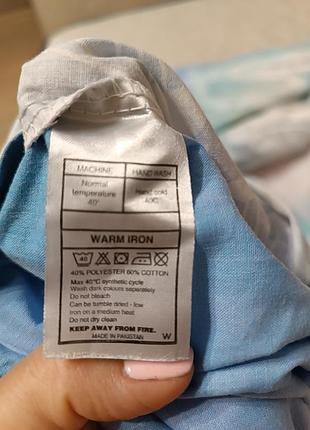 MACHINE HAND WASH
Normal
temperature
40°
Hand cold
40C
WARM IRON
40
40% POLYESTER 60% COTTON
Max 40°C synthetic cycle
Wash dark colours separately
Do not bleach
Can be tumble dried - low
Iron on a medium heat
Do not dry clean
KEEP AWAY FROM FIRE.
MADE IN PAKISTAN W